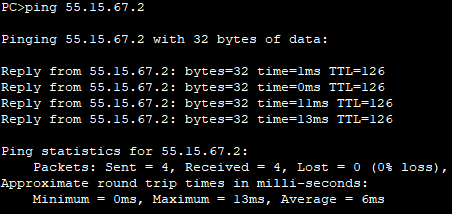 PC>ping 55.15.67.2
Pinging 55.15.67.2 with 32 bytes of data:
Reply from 55.15.67.2: bytes=32 time=1ms TTL=126
Reply from 55.15.67.2: bytes=32 time=0ms TTL=126
Reply from 55.15.67.2: bytes=32 time=11ms TTL=126
Reply from 55.15.67.2: bytes=32 time=13ms TTL=126
Ping statistics for 55.15.67.2:
Packets: Sent = 4, Received = 4, Lost = 0 (0% loss),
Approximate round trip times in milli-seconds:
Minimum = 0ms, Maximum = 13ms, Average = 6ms